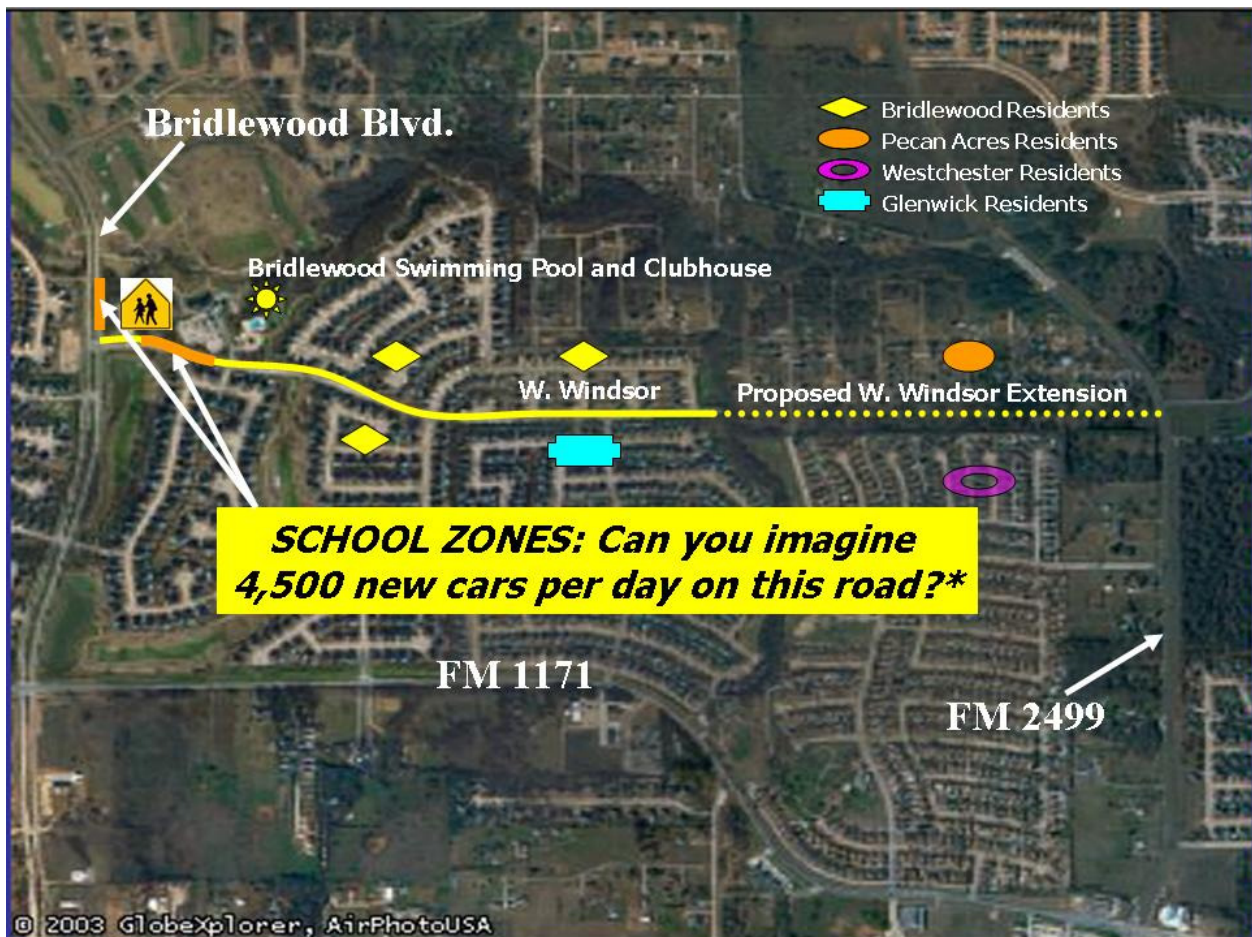 Bridlewood Blvd.
Bridlewood Residents
Pecan Acres Residents
Westchester Residents
Glenwick Residents
Bridlewood Swimming Pool and Clubhouse
W. Windsor
Proposed W. Windsor Extension
SCHOOL ZONES: Can you imagine
4,500 new cars per day on this road?*
FM 1171
FM 2499
© 2003 GlobeXplorer, AirPhotoUSA